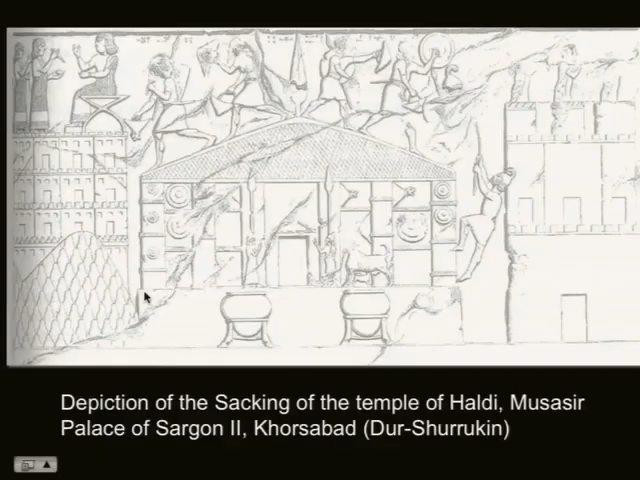 Depiction of the Sacking of the temple of Haldi, Musasir
Palace of Sargon II, Khorsabad (Dur-Shurrukin)